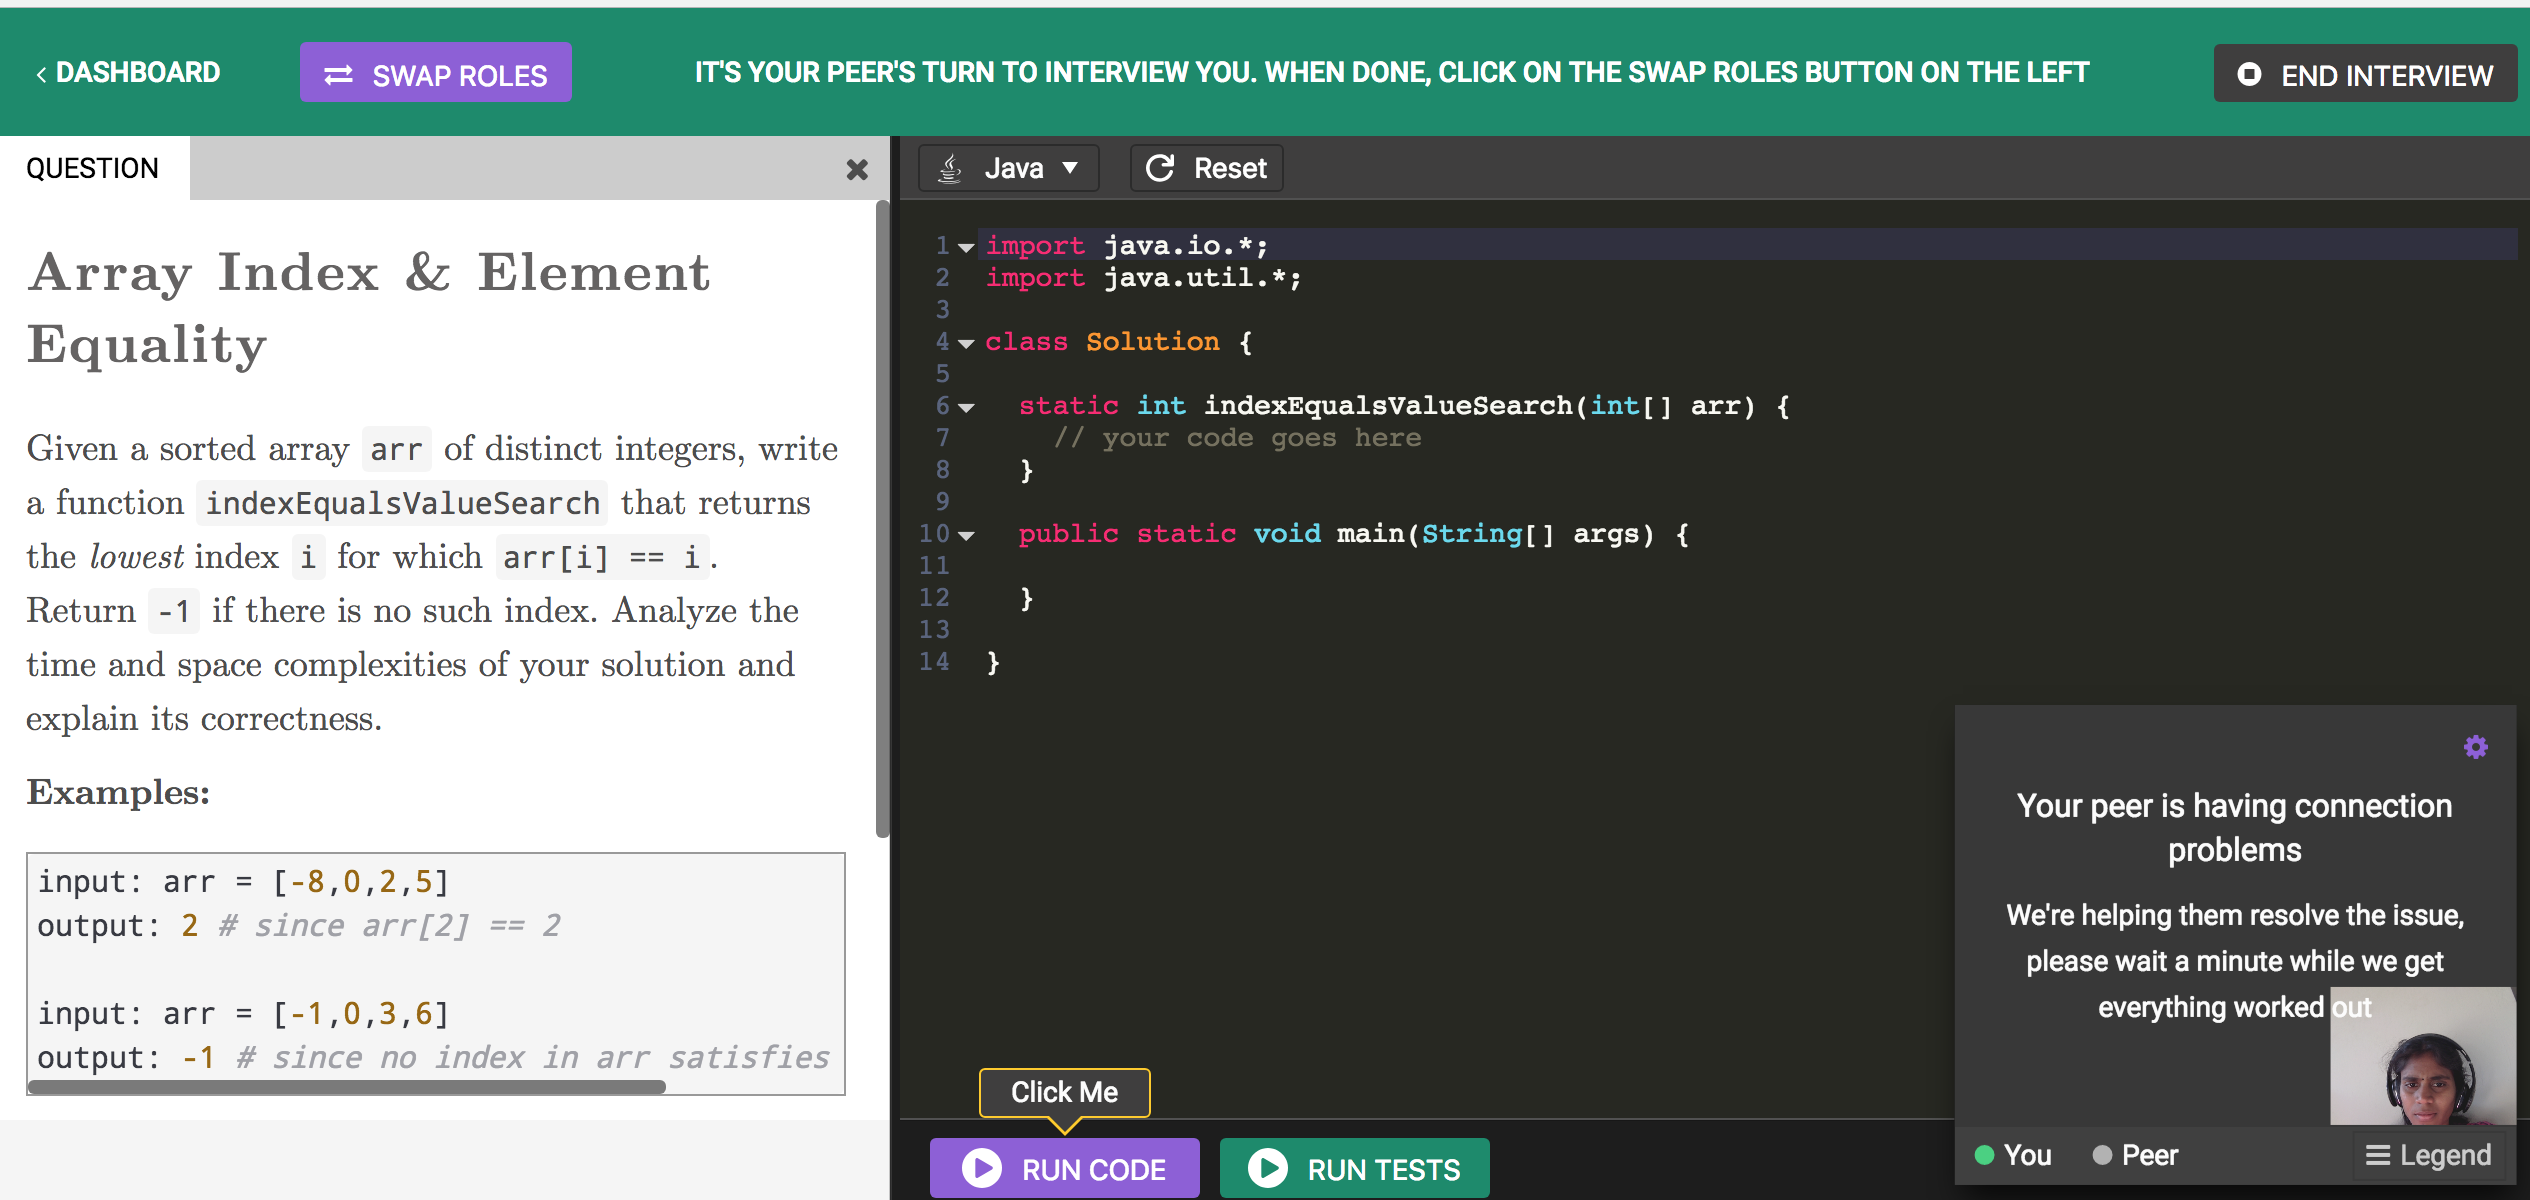 ‹ DASHBOARD
SWAP ROLES
IT'S YOUR PEER'S TURN TO INTERVIEW YOU. WHEN DONE, CLICK ON THE SWAP ROLES BUTTON ON THE LEFT
END INTERVIEW
QUESTION
Array Index & Element
Equality
Given a sorted array arr of distinct integers, write
a function indexEqualsValueSearch that returns
the lowest index i for which arr[i] == i.
Return -1 if there is no such index. Analyze the
time and space complexities of your solution and
explain its correctness.
Examples:
input: arr = [-8,0,2,5]
output: 2 # since arr[2] == 2
input: arr = [-1,0,3,6]
output: -1 # since no index in arr satisfies
Java
Reset
1 import java.io.*;
2 import java.util.*;
3
4 class Solution {
5
6 static int indexEqualsValueSearch(int[] arr) {
7 // your code goes here
8 }
9
10 public static void main(String[] args) {
11
12 }
13
14 }
Click Me
RUN CODE
RUN TESTS
Your peer is having connection
problems
We're helping them resolve the issue,
please wait a minute while we get
everything worked out
You
Peer
Legend